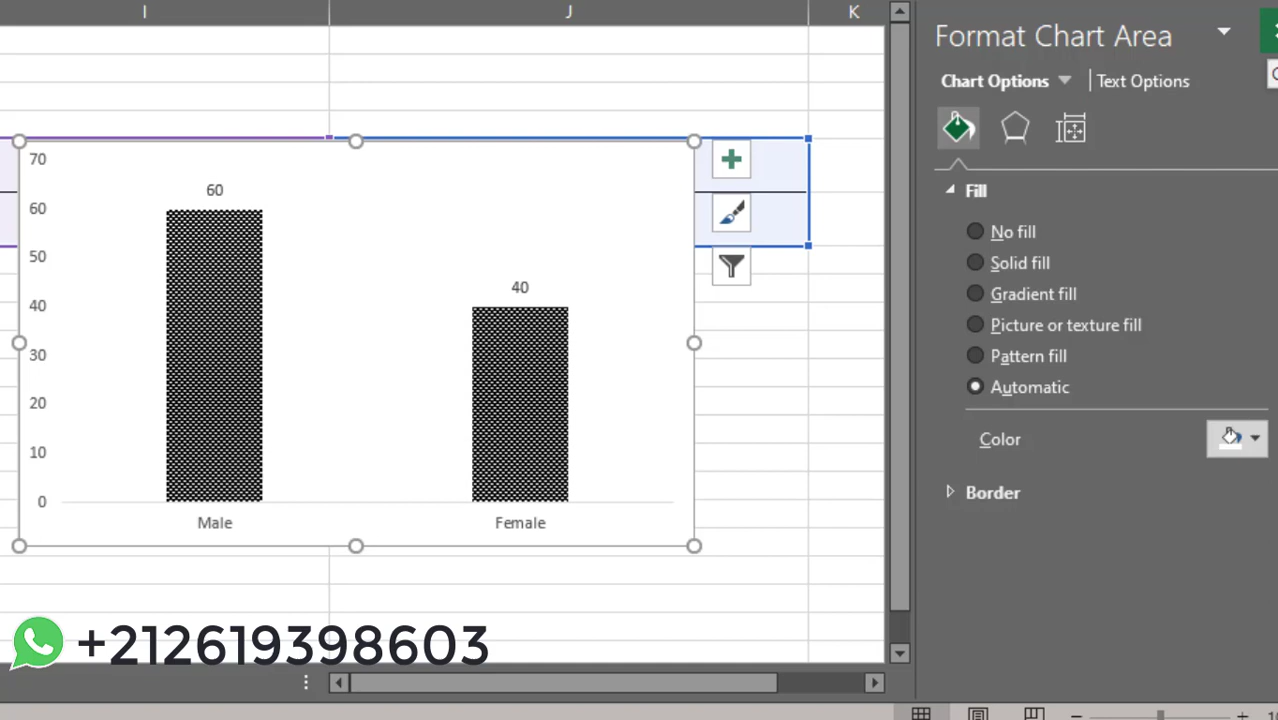 I J K
Format Chart Area
Chart Options Text Options
70
60
60
50
40
40
30
20
10
0
Male Female
Fill
No fill
Solid fill
Gradient fill
Picture or texture fill
Pattern fill
Automatic
Color
Border
+212619398603